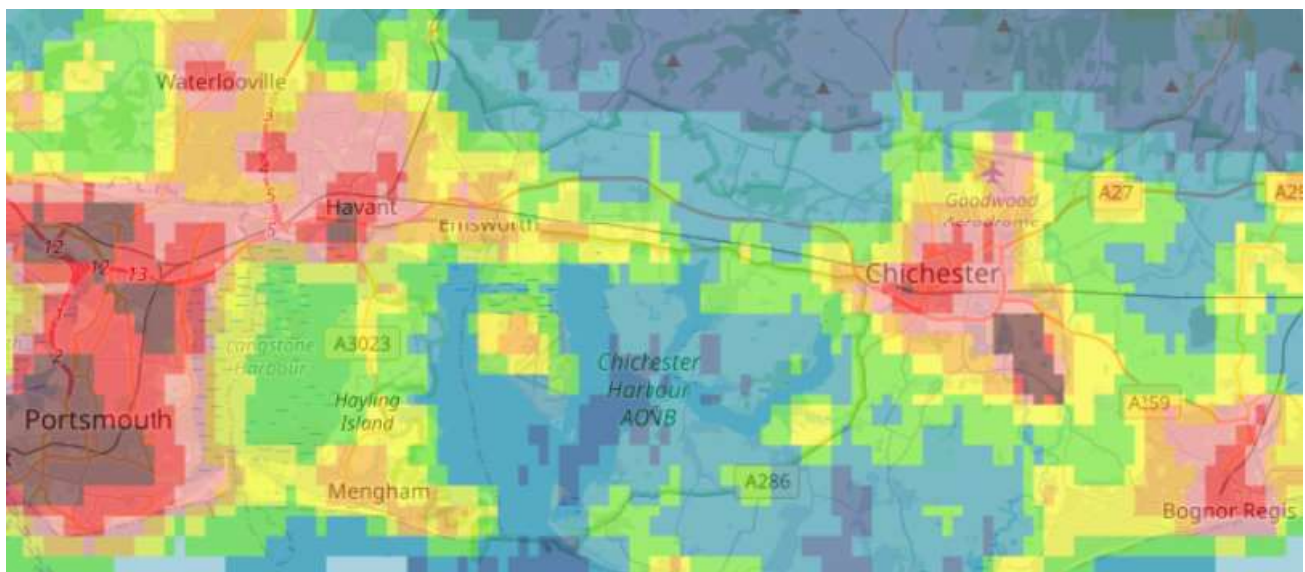 Waterlooville
3
4
5
Havant
5
Emsworth
Goodwood
Aerodrome
A27
12
12
13
Chichester
1
2
Langstone
Harbour
A3023
Chichester
Harbour
AONB
Hayling
Island
Portsmouth
A259
A286
Mengham
Bognor Regis